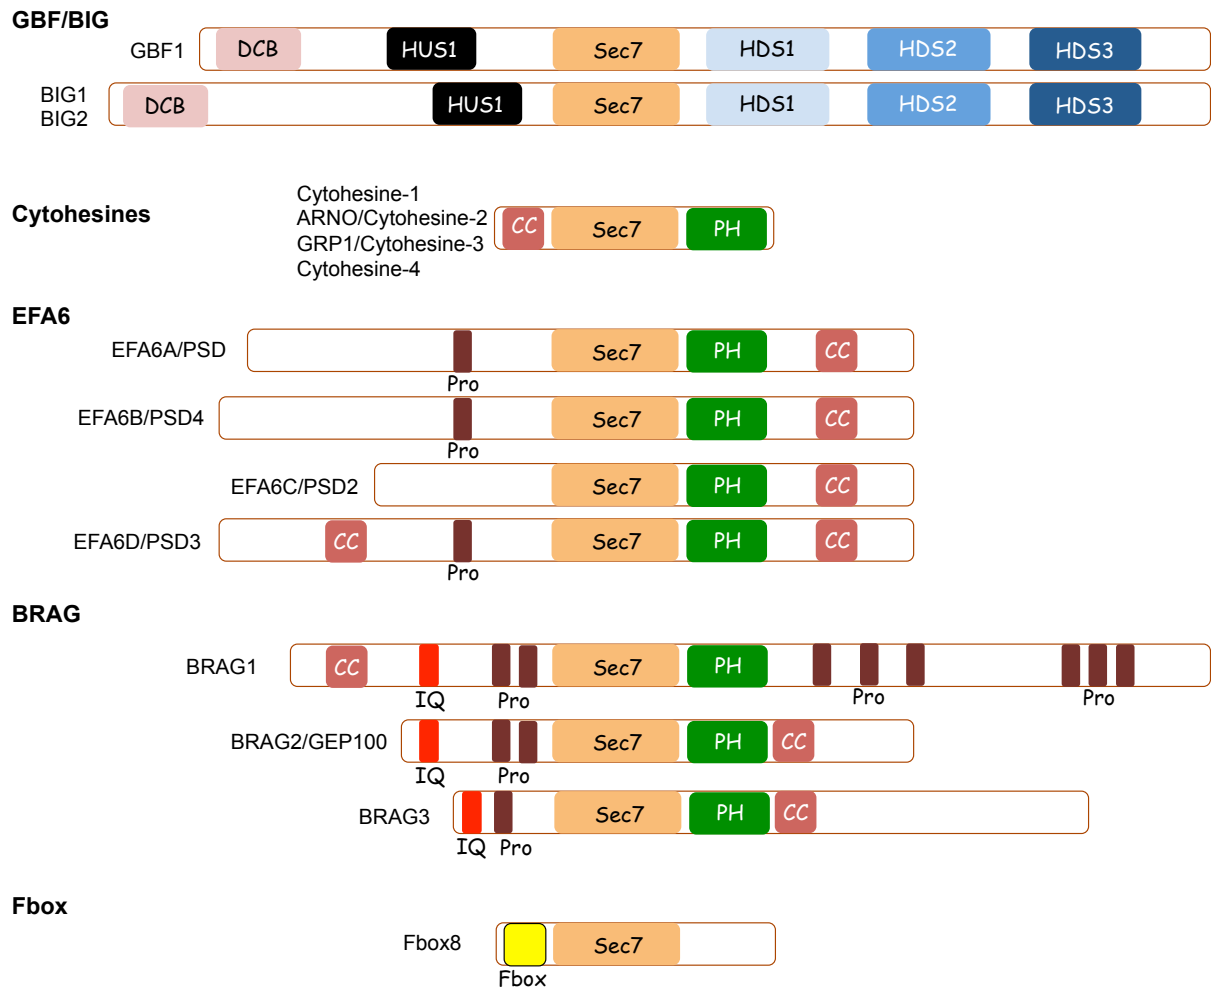 GBF/BIG
GBF1 DCB HUS1 Sec7 HDS1 HDS2 HDS3
BIG1
BIG2
DCB HUS1 Sec7 HDS1 HDS2 HDS3
Cytohesines
Cytohesine-1
ARNO/Cytohesine-2
GRP1/Cytohesine-3
Cytohesine-4
CC Sec7 PH
EFA6
EFA6A/PSD Sec7 PH CC
Pro
EFA6B/PSD4 Sec7 PH CC
Pro
EFA6C/PSD2 Sec7 PH CC
EFA6D/PSD3 CC Sec7 PH CC
Pro
BRAG
BRAG1 CC Sec7 PH
IQ Pro Pro Pro
BRAG2/GEP100 Sec7 PH CC
IQ Pro
BRAG3 Sec7 PH CC
IQ Pro
Fbox
Fbox8 Sec7
Fbox